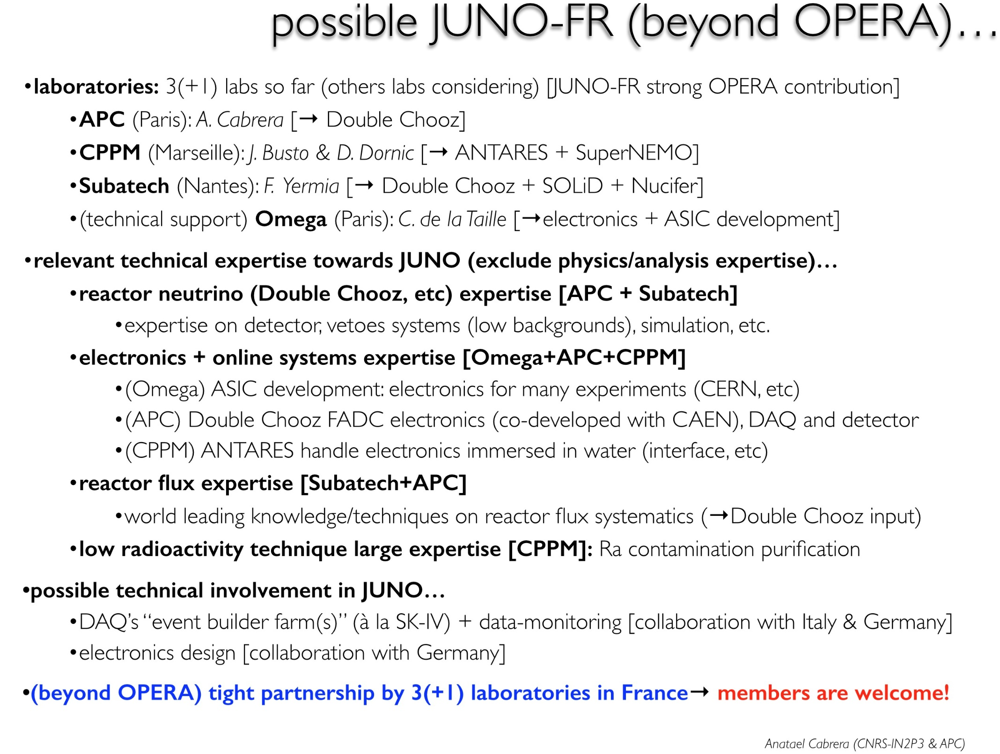 possible JUNO-FR (beyond OPERA)…
•laboratories: 3(+1) labs so far (others labs considering) [JUNO-FR strong OPERA contribution]
•APC (Paris): A. Cabrera [→ Double Chooz]
•CPPM (Marseille): J. Busto & D. Dornic [→ ANTARES + SuperNEMO]
•Subatech (Nantes): F. Yermia [→ Double Chooz + SOLiD + Nucifer]
•(technical support) Omega (Paris): C. de la Taille [→electronics + ASIC development]
•relevant technical expertise towards JUNO (exclude physics/analysis expertise)…
•reactor neutrino (Double Chooz, etc) expertise [APC + Subatech]
•expertise on detector, vetoes systems (low backgrounds), simulation, etc.
•electronics + online systems expertise [Omega+APC+CPPM]
•(Omega) ASIC development: electronics for many experiments (CERN, etc)
•(APC) Double Chooz FADC electronics (co-developed with CAEN), DAQ and detector
•(CPPM) ANTARES handle electronics immersed in water (interface, etc)
•reactor flux expertise [Subatech+APC]
•world leading knowledge/techniques on reactor flux systematics (→Double Chooz input)
•low radioactivity technique large expertise [CPPM]: Ra contamination purification
•possible technical involvement in JUNO…
•DAQ’s “event builder farm(s)” (à la SK-IV) + data-monitoring [collaboration with Italy & Germany]
•electronics design [collaboration with Germany]
•(beyond OPERA) tight partnership by 3(+1) laboratories in France→ members are welcome!
Anatael Cabrera (CNRS-IN2P3 & APC)